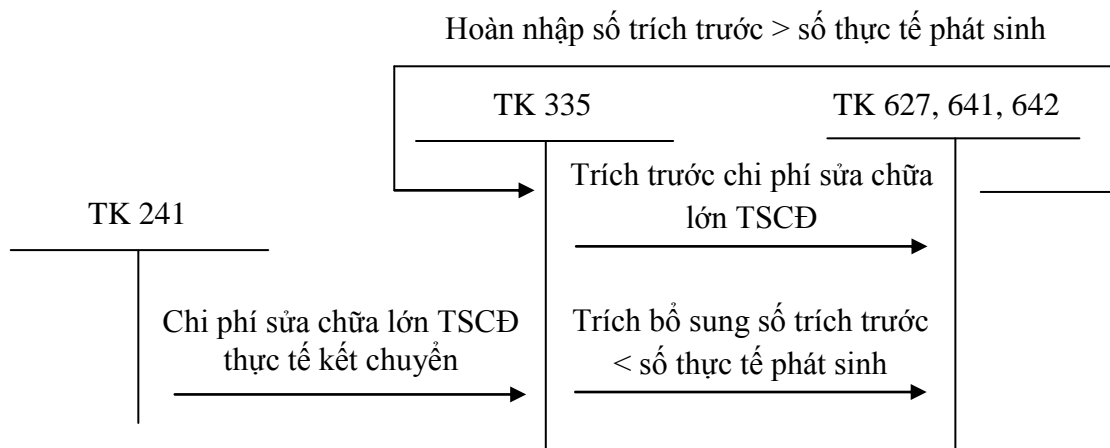 Hoàn nhập số trích trước > số thực tế phát sinh
TK 335
TK 627, 641, 642
Trích trước chi phí sửa chữa
lớn TSCĐ
TK 241
Chi phí sửa chữa lớn TSCĐ
thực tế kết chuyển
Trích bổ sung số trích trước
< số thực tế phát sinh